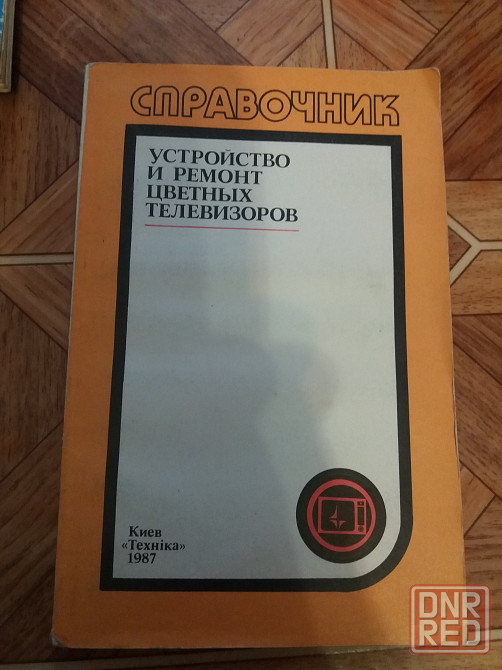 СПРАВОЧНИК
УСТРОЙСТВО
И РЕМОНТ
ЦВЕТНЫХ
ТЕЛЕВИЗОРОВ
Киев
«Техніка»
1987
DNR
RED